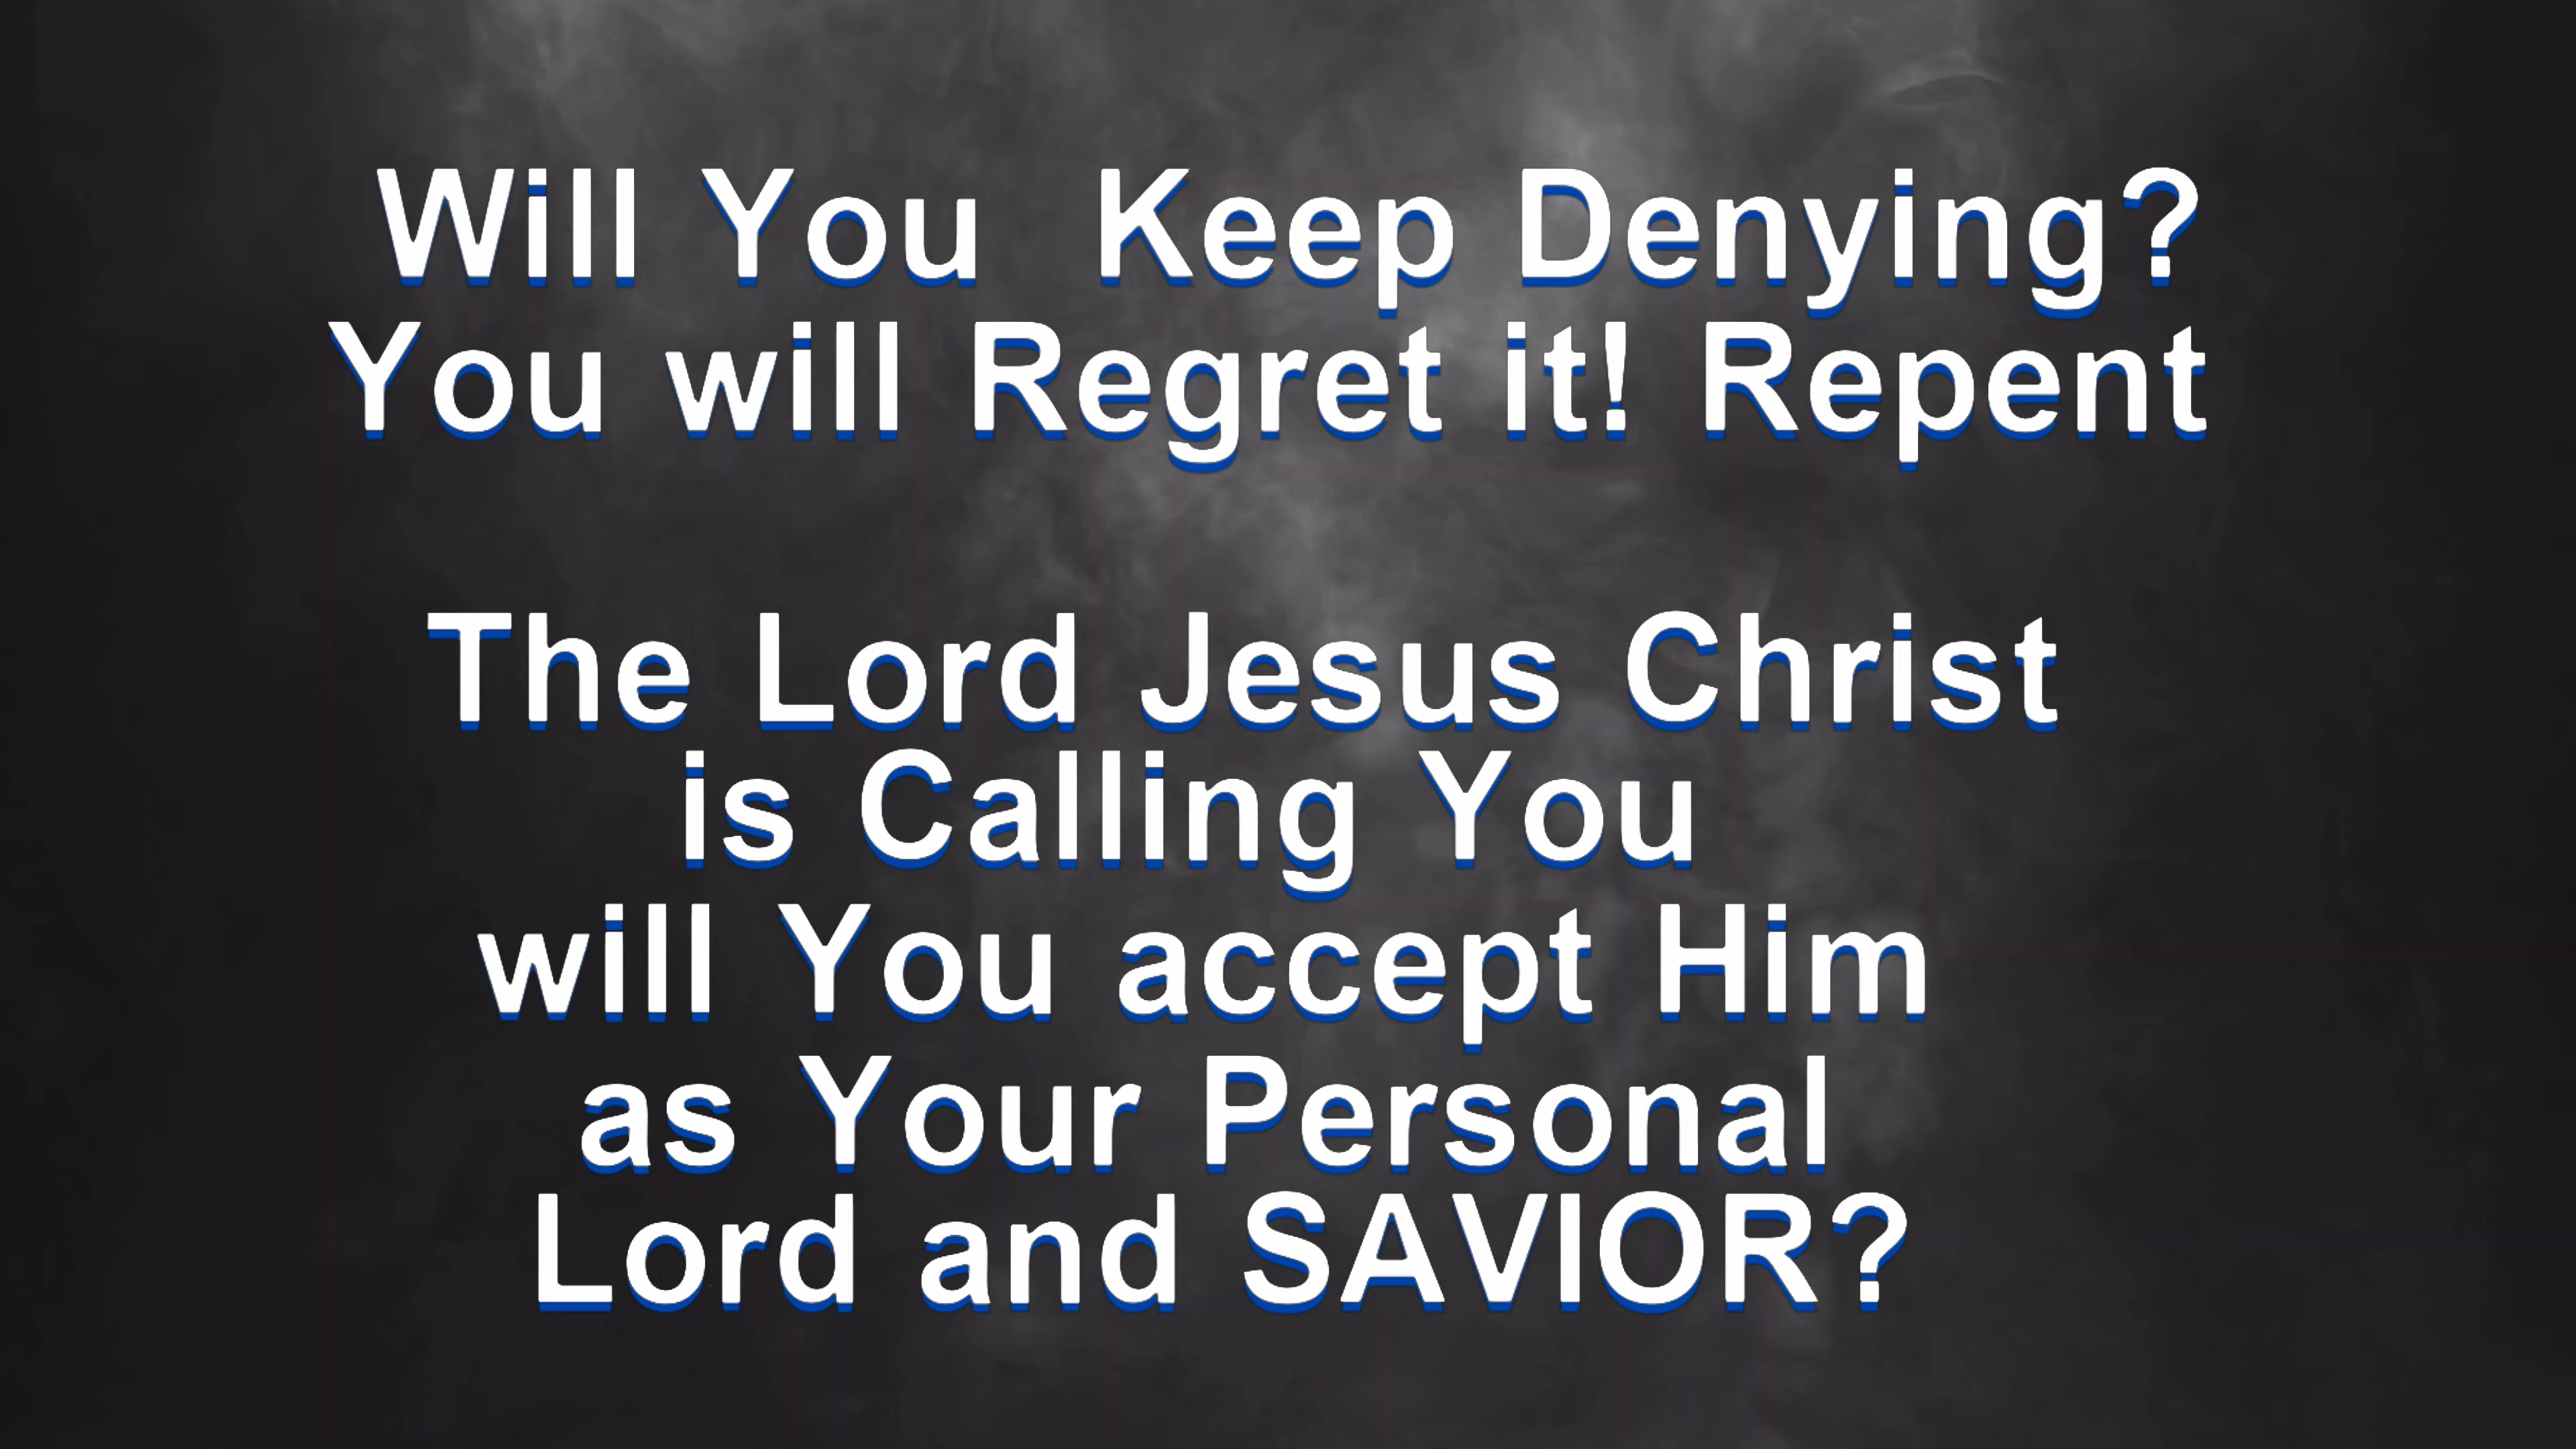 Will You  Keep Denying?
You will Regret it! Repent
The Lord Jesus Christ
is Calling You
will You accept Him
as Your Personal
Lord and SAVIOR?